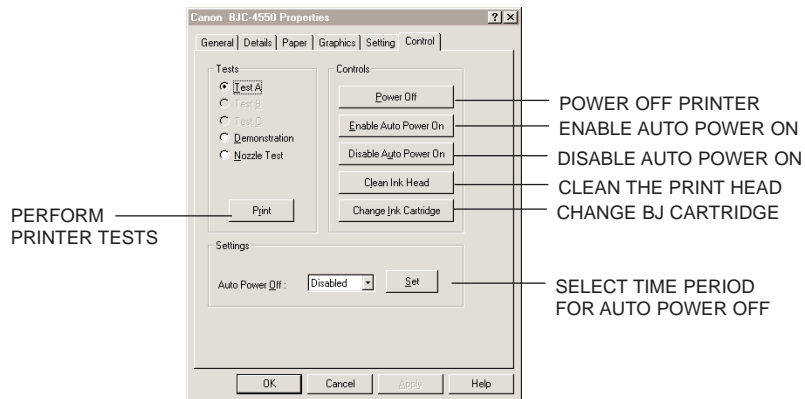 Canon BJC-4550 Properties
General Details Paper Graphics Setting Control
Tests
Test A
Test B
Test C
Demonstration
Nozzle Test
Print
Controls
Power Off
Enable Auto Power On
Disable Auto Power On
Clean Ink Head
Change Ink Cartridge
Settings
Auto Power Off : Disabled Set
OK Cancel Apply Help
PERFORM
PRINTER TESTS
POWER OFF PRINTER
ENABLE AUTO POWER ON
DISABLE AUTO POWER ON
CLEAN THE PRINT HEAD
CHANGE BJ CARTRIDGE
SELECT TIME PERIOD
FOR AUTO POWER OFF